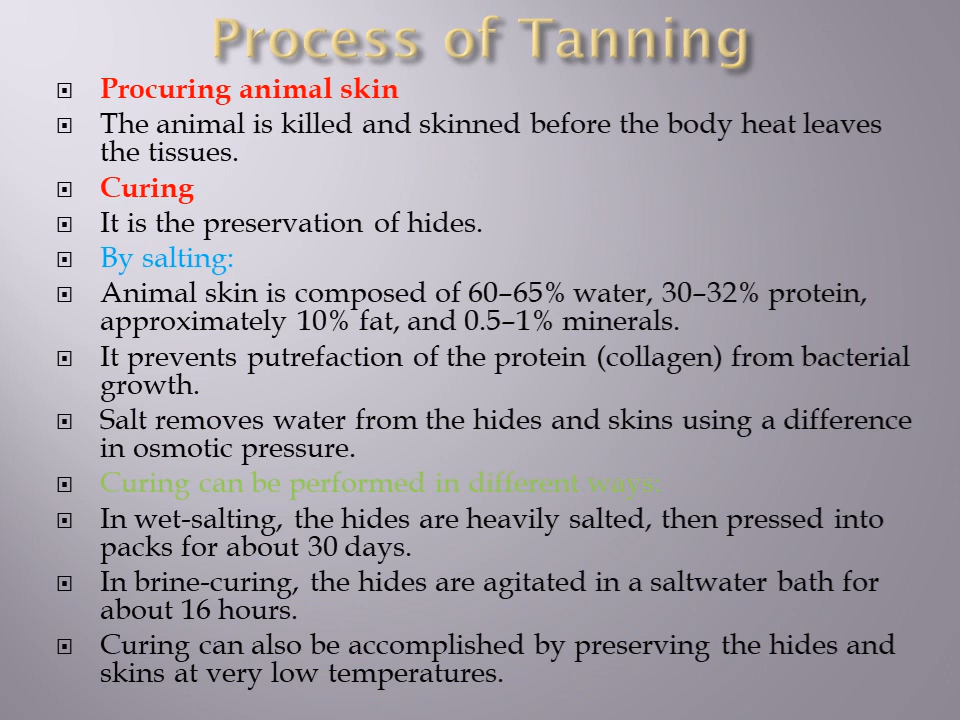 Process of Tanning
Procuring animal skin
The animal is killed and skinned before the body heat leaves
the tissues.
Curing
It is the preservation of hides.
By salting:
Animal skin is composed of 60–65% water, 30–32% protein,
approximately 10% fat, and 0.5–1% minerals.
It prevents putrefaction of the protein (collagen) from bacterial
growth.
Salt removes water from the hides and skins using a difference
in osmotic pressure.
Curing can be performed in different ways:
In wet-salting, the hides are heavily salted, then pressed into
packs for about 30 days.
In brine-curing, the hides are agitated in a saltwater bath for
about 16 hours.
Curing can also be accomplished by preserving the hides and
skins at very low temperatures.